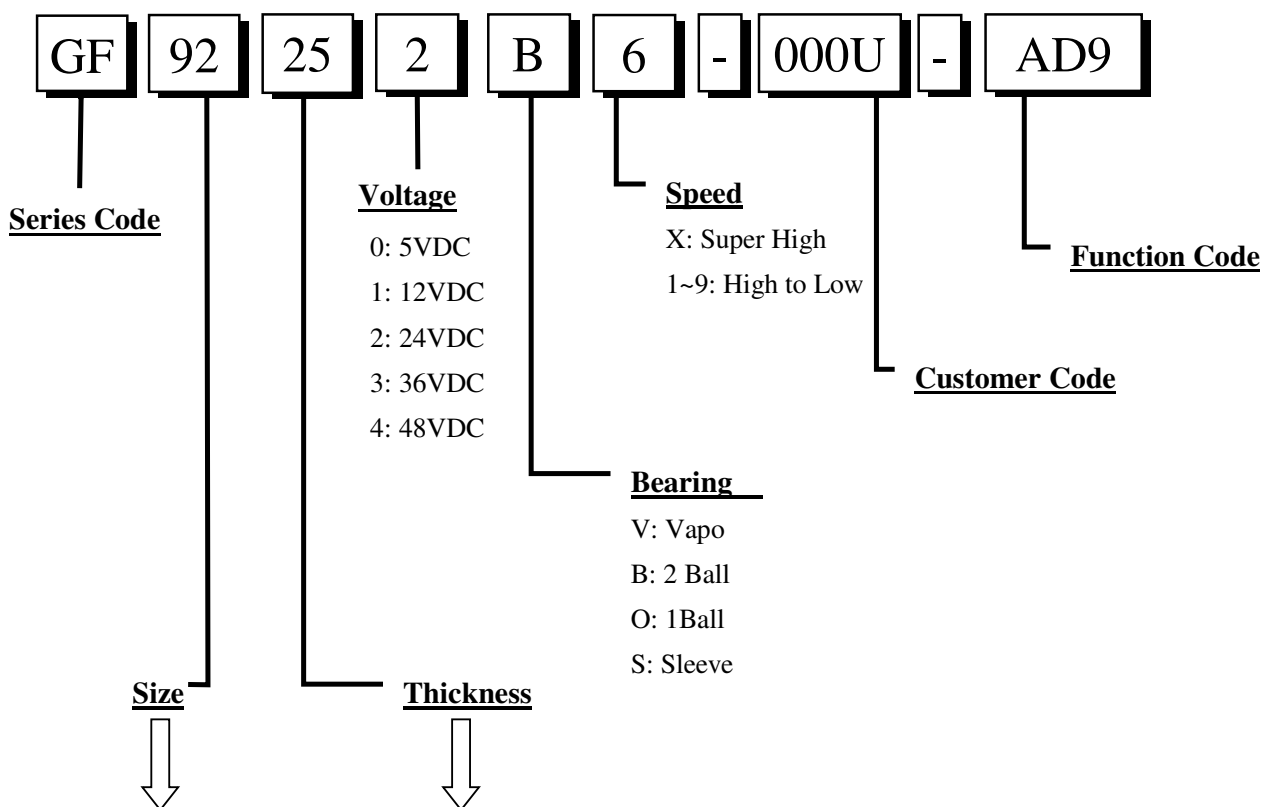 GF 92 25 2 B 6 - 000U - AD9
Series Code
Voltage
0: 5VDC
1: 12VDC
2: 24VDC
3: 36VDC
4: 48VDC
Speed
X: Super High
1~9: High to Low
Function Code
Customer Code
Bearing
V: Vapo
B: 2 Ball
O: 1Ball
S: Sleeve
Size
Thickness